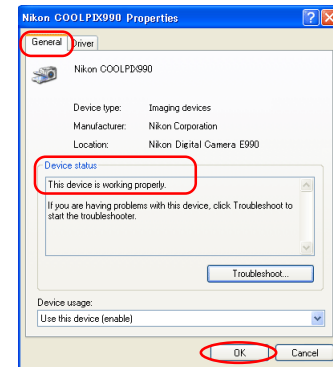 Nikon COOLPIX990 Properties
General Driver
Nikon COOLPIX990
Device type: Imaging devices
Manufacturer: Nikon Corporation
Location: Nikon Digital Camera E990
Device status
This device is working properly.
If you are having problems with this device, click Troubleshoot to
start the troubleshooter.
Troubleshoot...
Device usage:
Use this device (enable)
OK Cancel